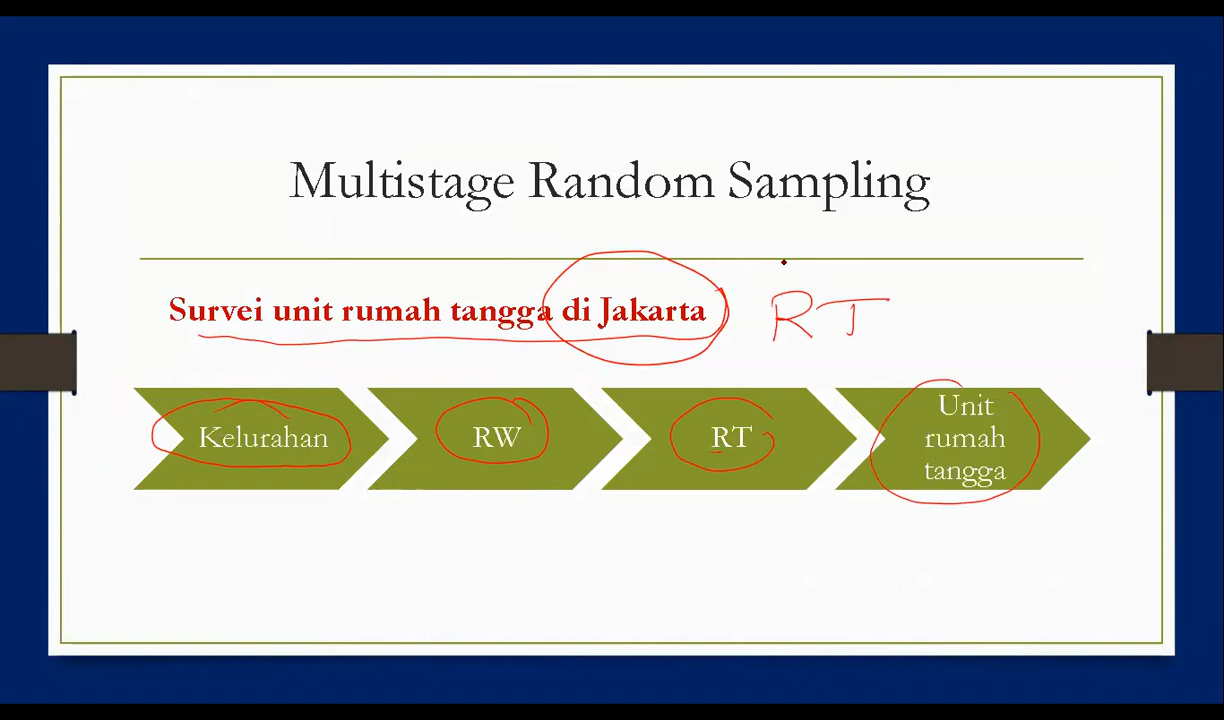 Multistage Random Sampling
Survei unit rumah tangga di Jakarta
RT
Kelurahan
RW
RT
Unit
rumah
tangga